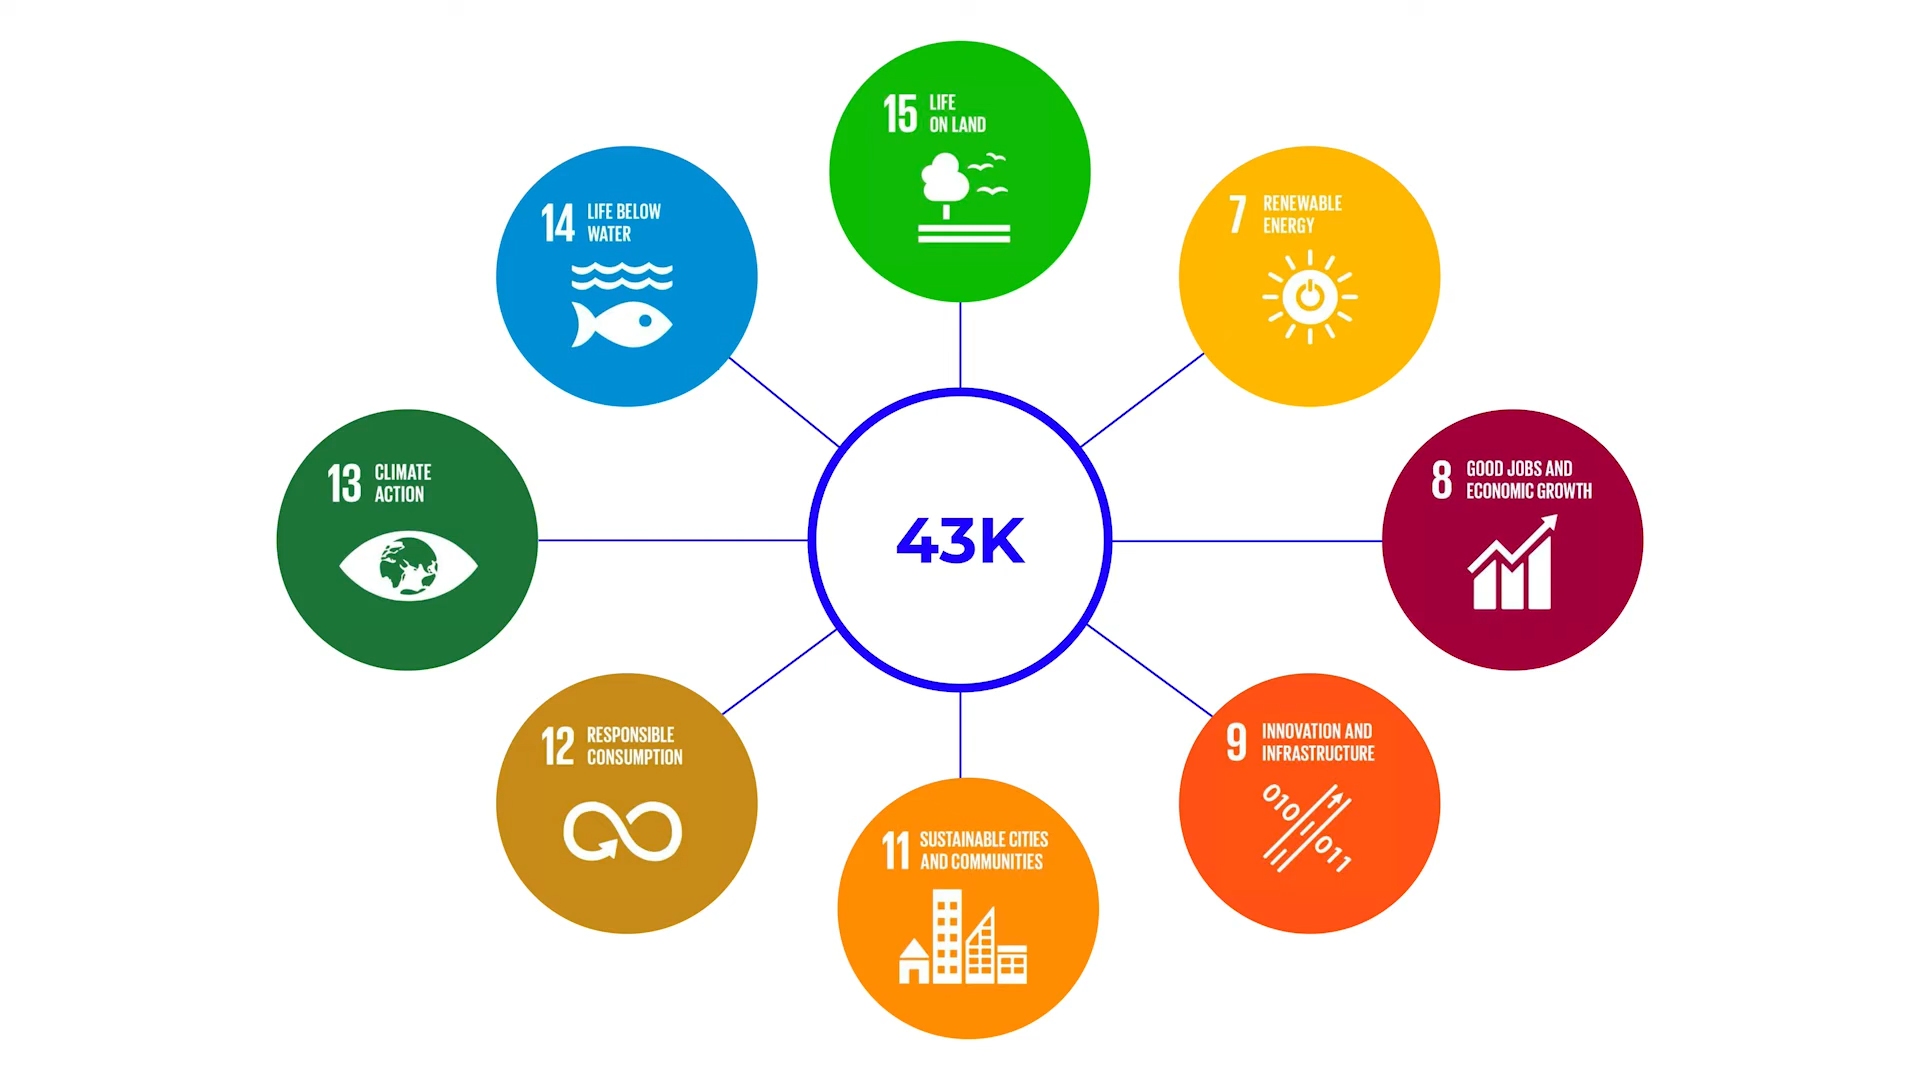 15 LIFE
ON LAND
14 LIFE BELOW
WATER
7 RENEWABLE
ENERGY
13 CLIMATE
ACTION
43K
8 GOOD JOBS AND
ECONOMIC GROWTH
12 RESPONSIBLE
CONSUMPTION
9 INNOVATION AND
INFRASTRUCTURE
010
011
11 SUSTAINABLE CITIES
AND COMMUNITIES